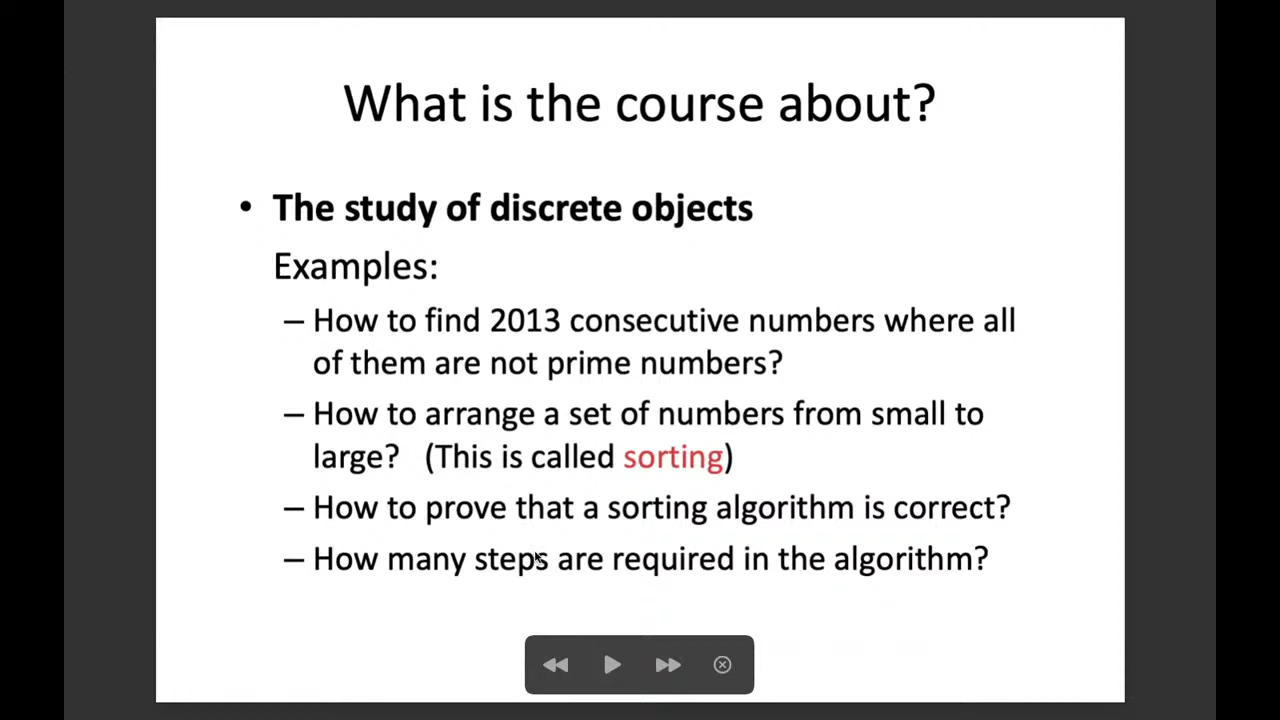 What is the course about?
• The study of discrete objects
Examples:
– How to find 2013 consecutive numbers where all
of them are not prime numbers?
– How to arrange a set of numbers from small to
large? (This is called sorting)
– How to prove that a sorting algorithm is correct?
– How many steps are required in the algorithm?